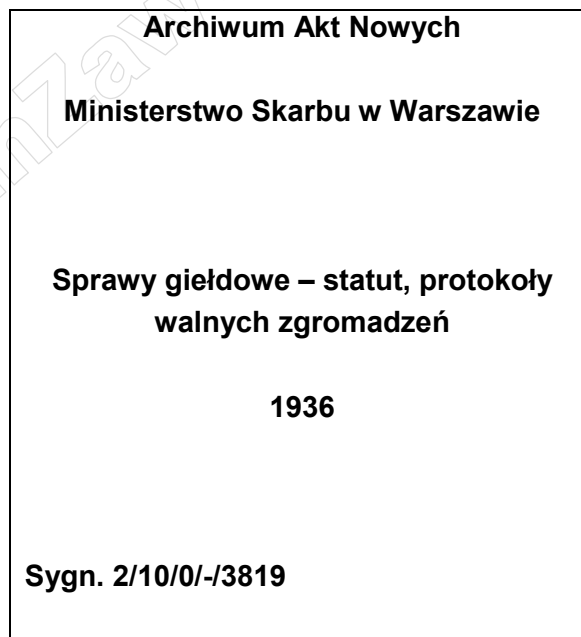 Archiwum Akt Nowych
Ministerstwo Skarbu w Warszawie
Sprawy giełdowe – statut, protokoły
walnych zgromadzeń
1936
Sygn. 2/10/0/-/3819